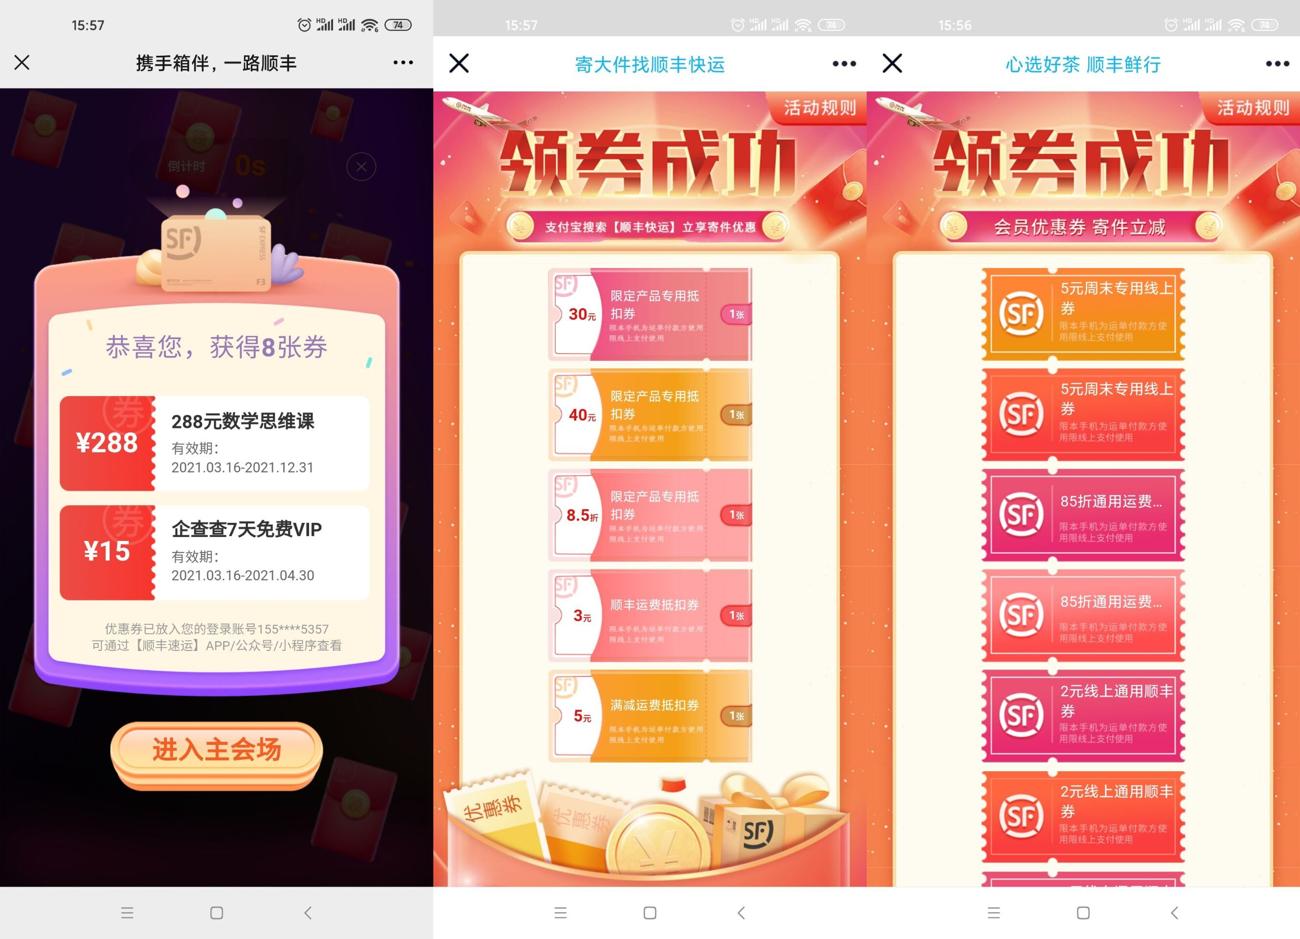 15:57
74
携手箱伴，一路顺丰
倒计时 0s
SF
SF EXPRESS
F3
恭喜您，获得8张券
券
¥288
288元数学思维课
有效期：
2021.03.16-2021.12.31
券
¥15
企查查7天免费VIP
有效期：
2021.03.16-2021.04.30
优惠券已放入您的登录账号155****5357
可通过【顺丰速运】APP/公众号/小程序查看
进入主会场
15:57
74
寄大件找顺丰快运
活动规则
领券成功
支付宝搜索【顺丰快运】立享寄件优惠
SF
30元
限定产品专用抵
扣券
限本手机为运单付款方使用
限线上支付使用
1张
SF
40元
限定产品专用抵
扣券
限本手机为运单付款方使用
限线上支付使用
1张
SF
8.5折
限定产品专用抵
扣券
限本手机为运单付款方使用
限线上支付使用
1张
SF
3元
顺丰运费抵扣券
限本手机为运单付款方使用
限线上支付使用
1张
SF
5元
满减运费抵扣券
限本手机为运单付款方使用
限线上支付使用
1张
优惠券
优惠券
SF
15:56
74
心选好茶 顺丰鲜行
活动规则
领券成功
会员优惠券 寄件立减
SF
5元周末专用线上
券
限本手机为运单付款方使
用限线上支付使用
SF
5元周末专用线上
券
限本手机为运单付款方使
用限线上支付使用
SF
85折通用运费...
限本手机为运单付款方使
用限线上支付使用
SF
85折通用运费...
限本手机为运单付款方使
用限线上支付使用
SF
2元线上通用顺丰
券
限本手机为运单付款方使
用限线上支付使用
SF
2元线上通用顺丰
券
限本手机为运单付款方使
用限线上支付使用